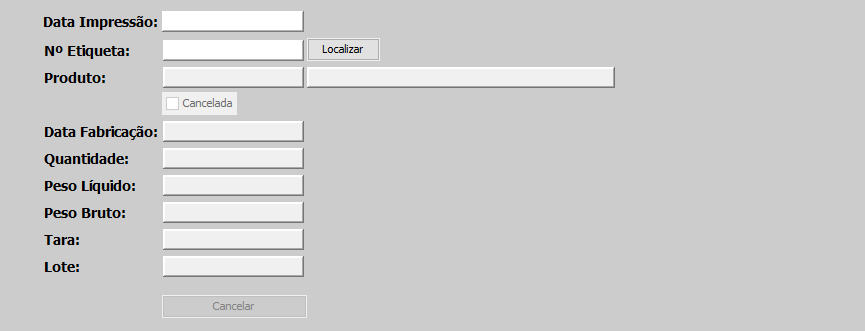 Data Impressão:
Nº Etiqueta: Localizar
Produto:
Cancelada
Data Fabricação:
Quantidade:
Peso Líquido:
Peso Bruto:
Tara:
Lote:
Cancelar